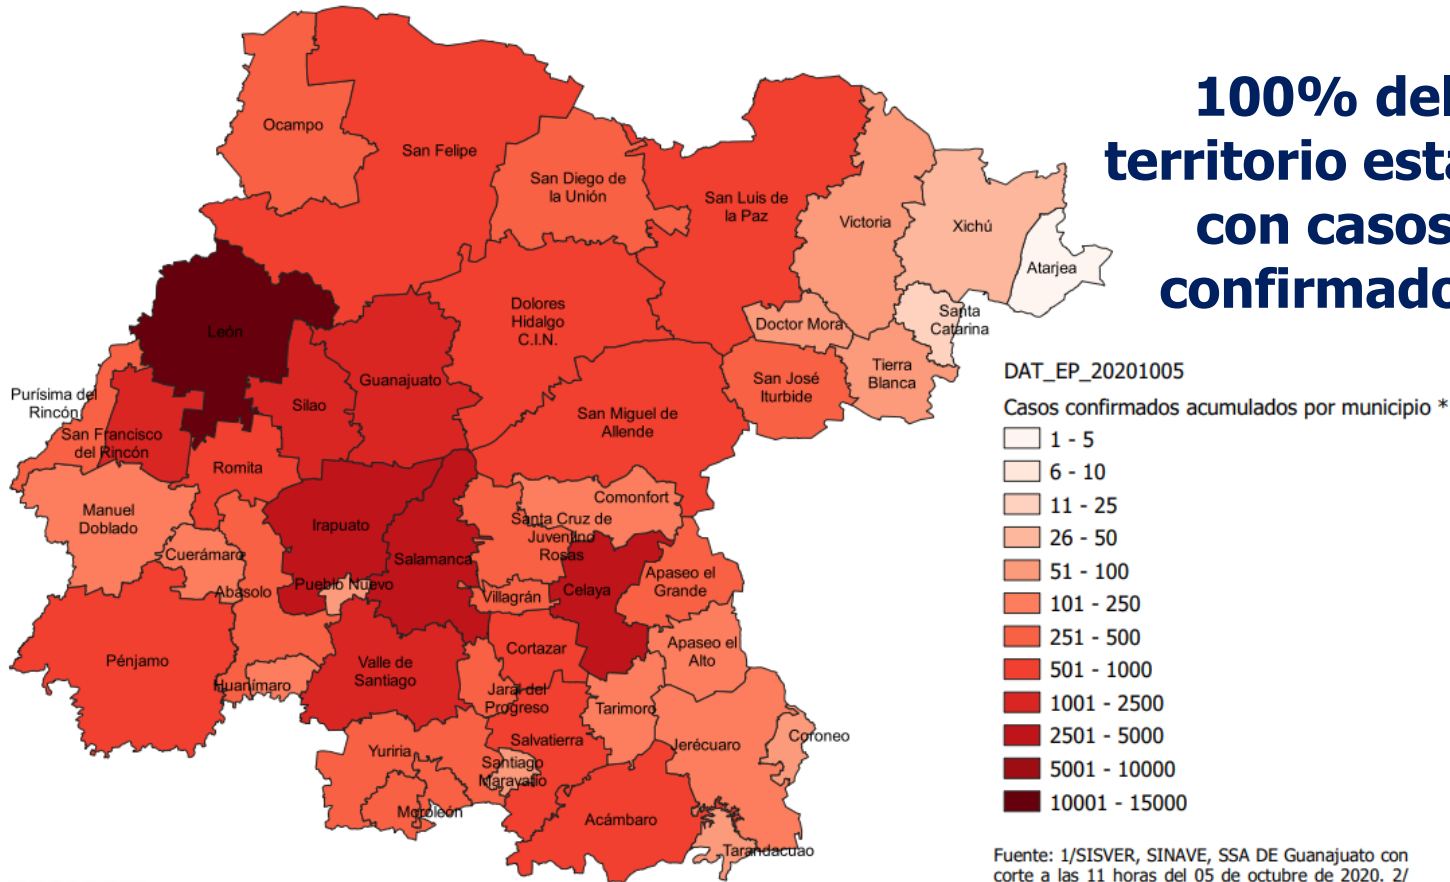 100% del
territorio esta
con casos
confirmado
Ocampo
San Felipe
San Diego de
la Unión
San Luis de
la Paz
Victoria
Xichú
Atarjea
Dolores
Hidalgo
C.I.N.
Doctor Mora
Santa
Catarina
León
Guanajuato
Silao
San José
Iturbide
Tierra
Blanca
Purísima del
Rincón
San Francisco
del Rincón
San Miguel de
Allende
Romita
Manuel
Doblado
Irapuato
Comonfort
Santa Cruz de
Juventino
Rosas
Cuerámaro
Salamanca
Abasolo
Pueblo Nuevo
Villagrán
Celaya
Apaseo el
Grande
Pénjamo
Valle de
Santiago
Cortazar
Apaseo el
Alto
Huanímaro
Jaral del
Progreso
Tarimoro
Yuriria
Salvatierra
Jerécuaro
Coroneo
Santiago
Maravatío
Moroleón
Acámbaro
Tarandacuao
DAT_EP_20201005
Casos confirmados acumulados por municipio *
1 - 5
6 - 10
11 - 25
26 - 50
51 - 100
101 - 250
251 - 500
501 - 1000
1001 - 2500
2501 - 5000
5001 - 10000
10001 - 15000
Fuente: 1/SISVER, SINAVE, SSA DE Guanajuato con
corte a las 11 horas del 05 de octubre de 2020. 2/